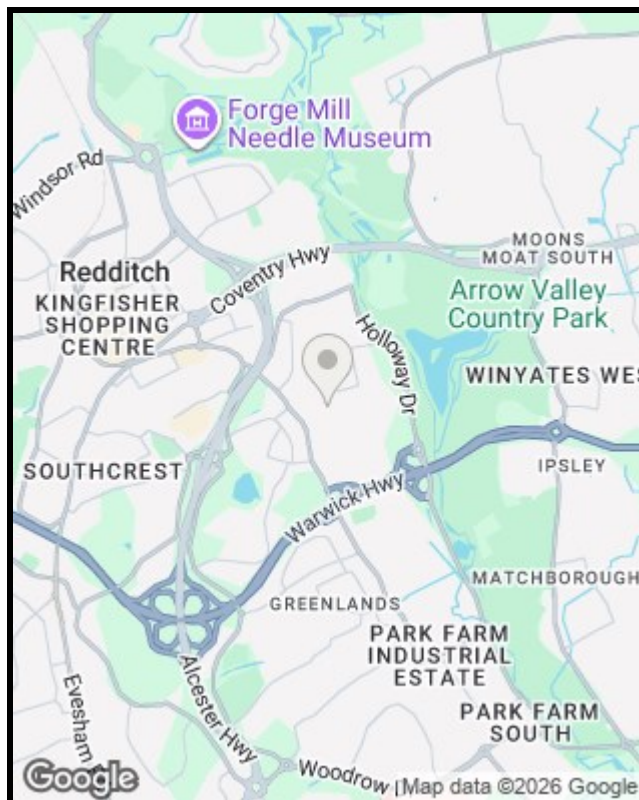 Forge Mill
Needle Museum
Windsor Rd
Redditch
KINGFISHER
SHOPPING
CENTRE
Coventry Hwy
MOONS
MOAT SOUTH
Arrow Valley
Country Park
Holloway Dr
WINYATES WES
SOUTHCREST
Warwick Hwy
IPSLEY
MATCHBOROUGH
GREENLANDS
PARK FARM
INDUSTRIAL
ESTATE
Alcester Hwy
Evesham
PARK FARM
SOUTH
Woodrow
Google
Map data ©2026 Google